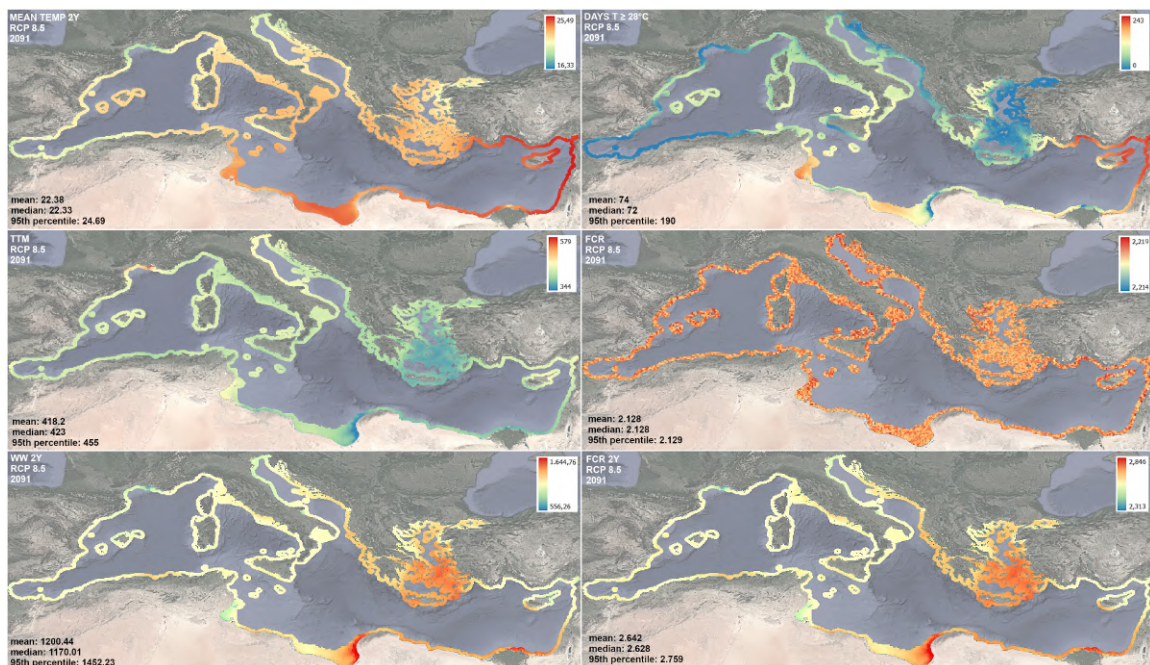 MEAN TEMP 2Y
RCP 8.5
2091
25,49
16,33
mean: 22.38
median: 22.33
95th percentile: 24.69
DAYS T ≥ 28°C
RCP 8.5
2091
243
0
mean: 74
median: 72
95th percentile: 190
TTM
RCP 8.5
2091
579
344
mean: 418.2
median: 423
95th percentile: 455
FCR
RCP 8.5
2091
2,219
2,214
mean: 2.128
median: 2.128
95th percentile: 2.129
WW 2Y
RCP 8.5
2091
1.644,76
556,26
mean: 1200.44
median: 1170.01
95th percentile: 1452.23
FCR 2Y
RCP 8.5
2091
2,846
2,313
mean: 2.642
median: 2.628
95th percentile: 2.759